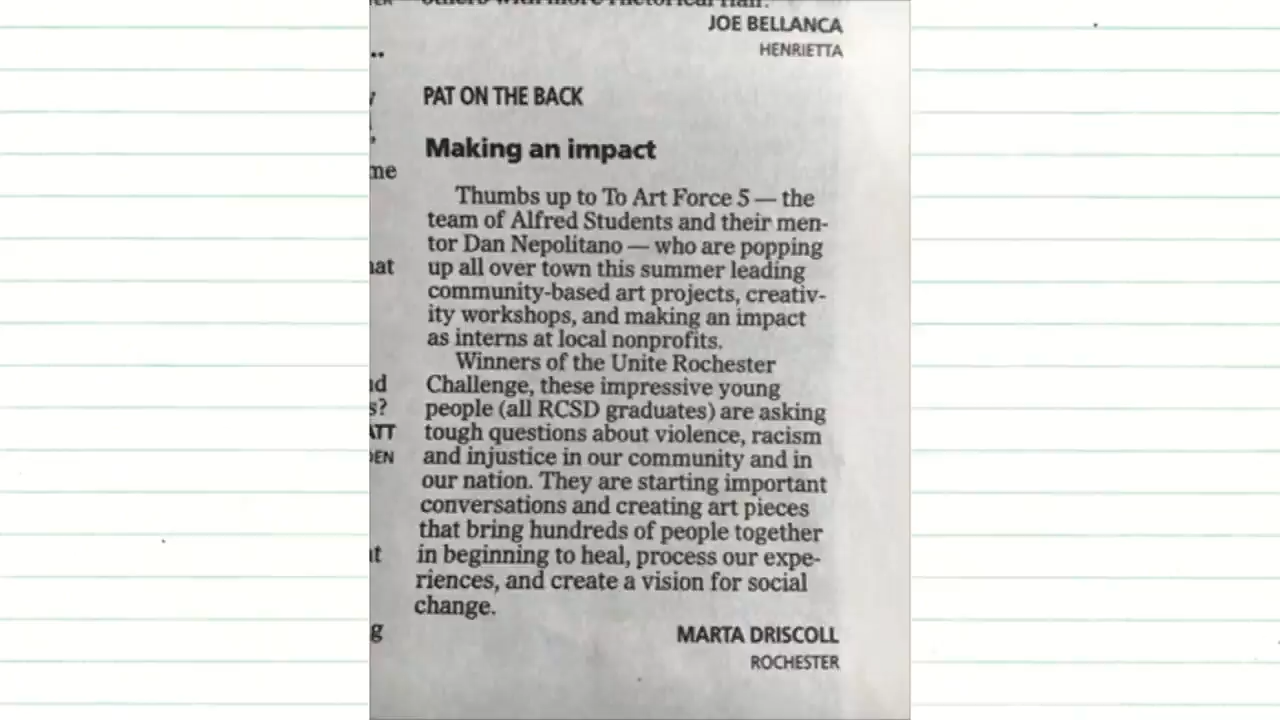 JOE BELLANCA
HENRIETTA
PAT ON THE BACK
Making an impact
Thumbs up to To Art Force 5 — the
team of Alfred Students and their men-
tor Dan Nepolitano — who are popping
up all over town this summer leading
community-based art projects, creativ-
ity workshops, and making an impact
as interns at local nonprofits.
Winners of the Unite Rochester
Challenge, these impressive young
people (all RCSD graduates) are asking
tough questions about violence, racism
and injustice in our community and in
our nation. They are starting important
conversations and creating art pieces
that bring hundreds of people together
in beginning to heal, process our expe-
riences, and create a vision for social
change.
MARTA DRISCOLL
ROCHESTER